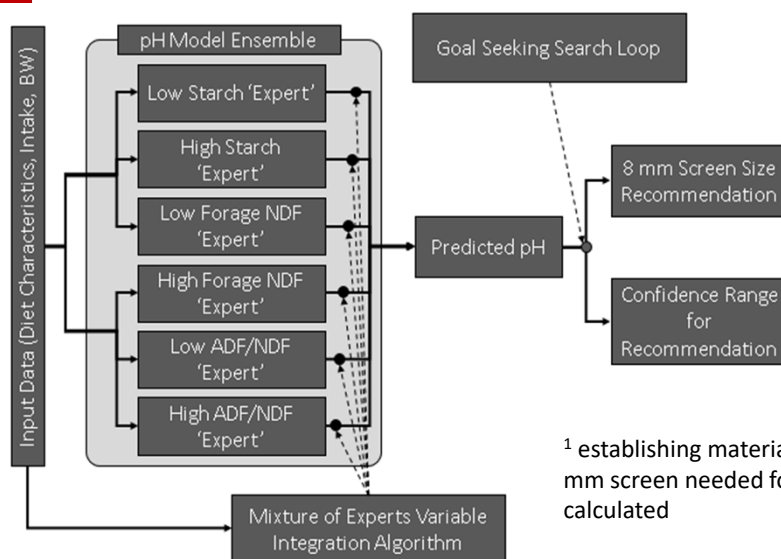 Input Data (Diet Characteristics, Intake, BW)
pH Model Ensemble
Low Starch ‘Expert’
High Starch
‘Expert’
Low Forage NDF
‘Expert’
High Forage NDF
‘Expert’
Low ADF/NDF
‘Expert’
High ADF/NDF
‘Expert’
Mixture of Experts Variable
Integration Algorithm
Goal Seeking Search Loop
Predicted pH
8 mm Screen Size
Recommendation
Confidence Range
for
Recommendation
¹ establishing materia
mm screen needed fo
calculated